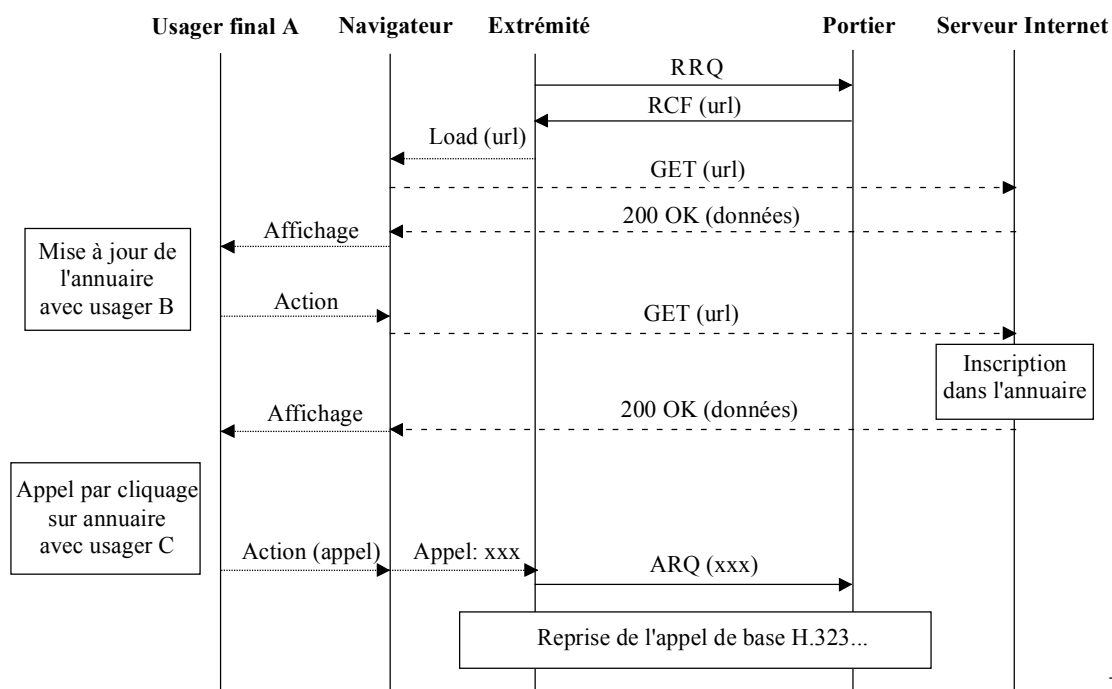 Usager final A Navigateur Extrémité Portier Serveur Internet
RRQ
RCF (url)
Load (url)
GET (url)
200 OK (données)
Affichage
Mise à jour de
l'annuaire
avec usager B
Action
GET (url)
Inscription
dans l'annuaire
200 OK (données)
Affichage
Appel par cliquage
sur annuaire
avec usager C
Action (appel)
Appel: xxx
ARQ (xxx)
Reprise de l'appel de base H.323...